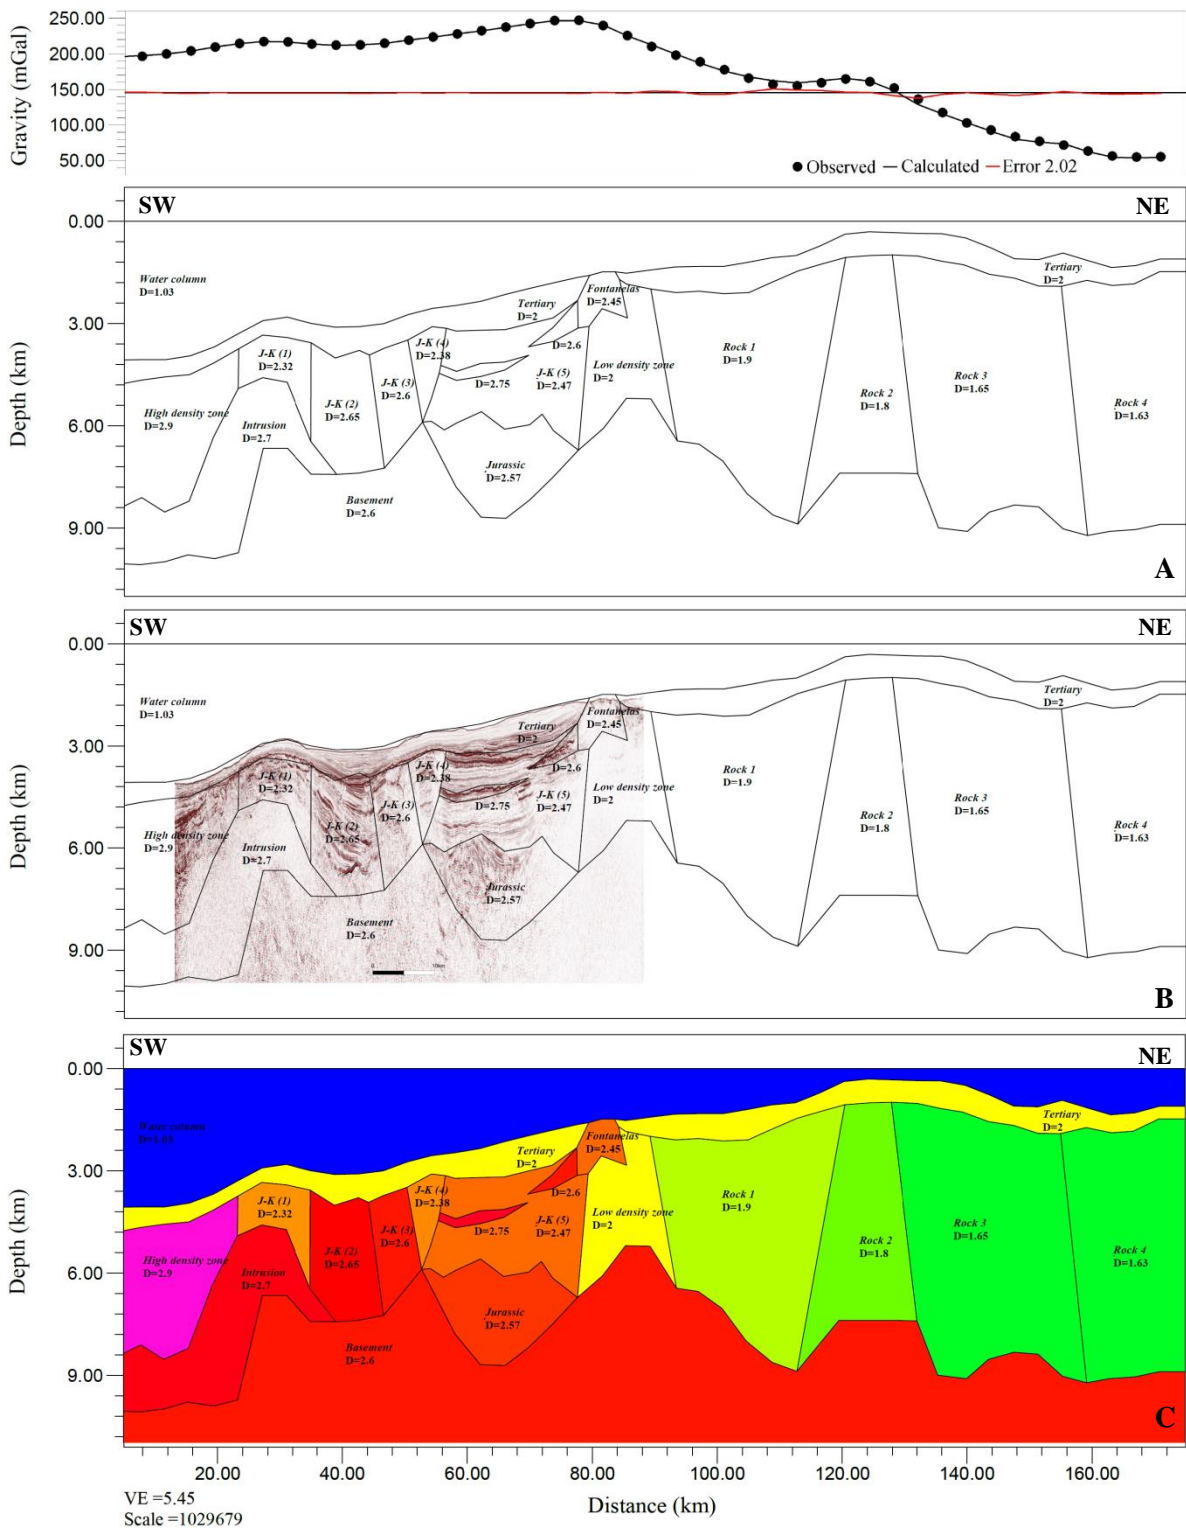 250.00
200.00
150.00
100.00
50.00
Gravity (mGal)
Observed Calculated Error 2.02
SW NE
0.00
3.00
6.00
9.00
Depth (km)
Water column
D=1.03
Tertiary
D=2
Fontanelas
D=2.45
Tertiary
D=2
J-K (1)
D=2.32
J-K (4)
D=2.38
D=2.6
Rock 1
D=1.9
J-K (3)
D=2.6
D=2.75
J-K (5)
D=2.47
Low density zone
D=2
Rock 3
D=1.65
Rock 2
D=1.8
Rock 4
D=1.63
J-K (2)
D=2.65
High density zone
D=2.9
Intrusion
D=2.7
Jurassic
D=2.57
Basement
D=2.6
A
SW NE
0.00
3.00
6.00
9.00
Depth (km)
Water column
D=1.03
Tertiary
D=2
Fontanelas
D=2.45
Tertiary
D=2
J-K (1)
D=2.32
J-K (4)
D=2.38
D=2.6
Rock 1
D=1.9
J-K (3)
D=2.6
D=2.75
J-K (5)
D=2.47
Low density zone
D=2
Rock 3
D=1.65
Rock 2
D=1.8
Rock 4
D=1.63
J-K (2)
D=2.65
High density zone
D=2.9
Intrusion
D=2.7
Jurassic
D=2.57
Basement
D=2.6
B
SW NE
0.00
3.00
6.00
9.00
Depth (km)
Water column
D=1.03
Tertiary
D=2
Fontanelas
D=2.45
Tertiary
D=2
J-K (1)
D=2.32
J-K (4)
D=2.38
D=2.6
Rock 1
D=1.9
J-K (3)
D=2.6
D=2.75
J-K (5)
D=2.47
Low density zone
D=2
Rock 3
D=1.65
Rock 2
D=1.8
Rock 4
D=1.63
J-K (2)
D=2.65
High density zone
D=2.9
Intrusion
D=2.7
Jurassic
D=2.57
Basement
D=2.6
C
20.00 40.00 60.00 80.00 100.00 120.00 140.00 160.00
VE =5.45
Distance (km)
Scale =1029679